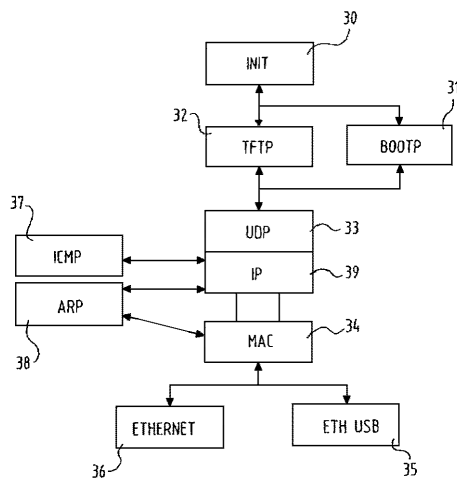 30
INIT
32
31
TFTP
BOOTP
37
UDP
33
ICMP
IP
39
ARP
34
38
MAC
ETHERNET
ETH USB
36
35